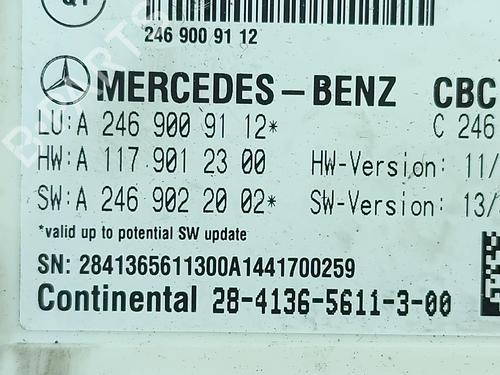 246 900 91 12
MERCEDES-BENZ CBC
LU:A 246 900 91 12* C 246
HW:A 117 901 23 00 HW-Version: 11/
SW:A 246 902 20 02* SW-Version: 13/
*valid up to potential SW update
SN: 2841365611300A1441700259
Continental 28-4136-5611-3-00